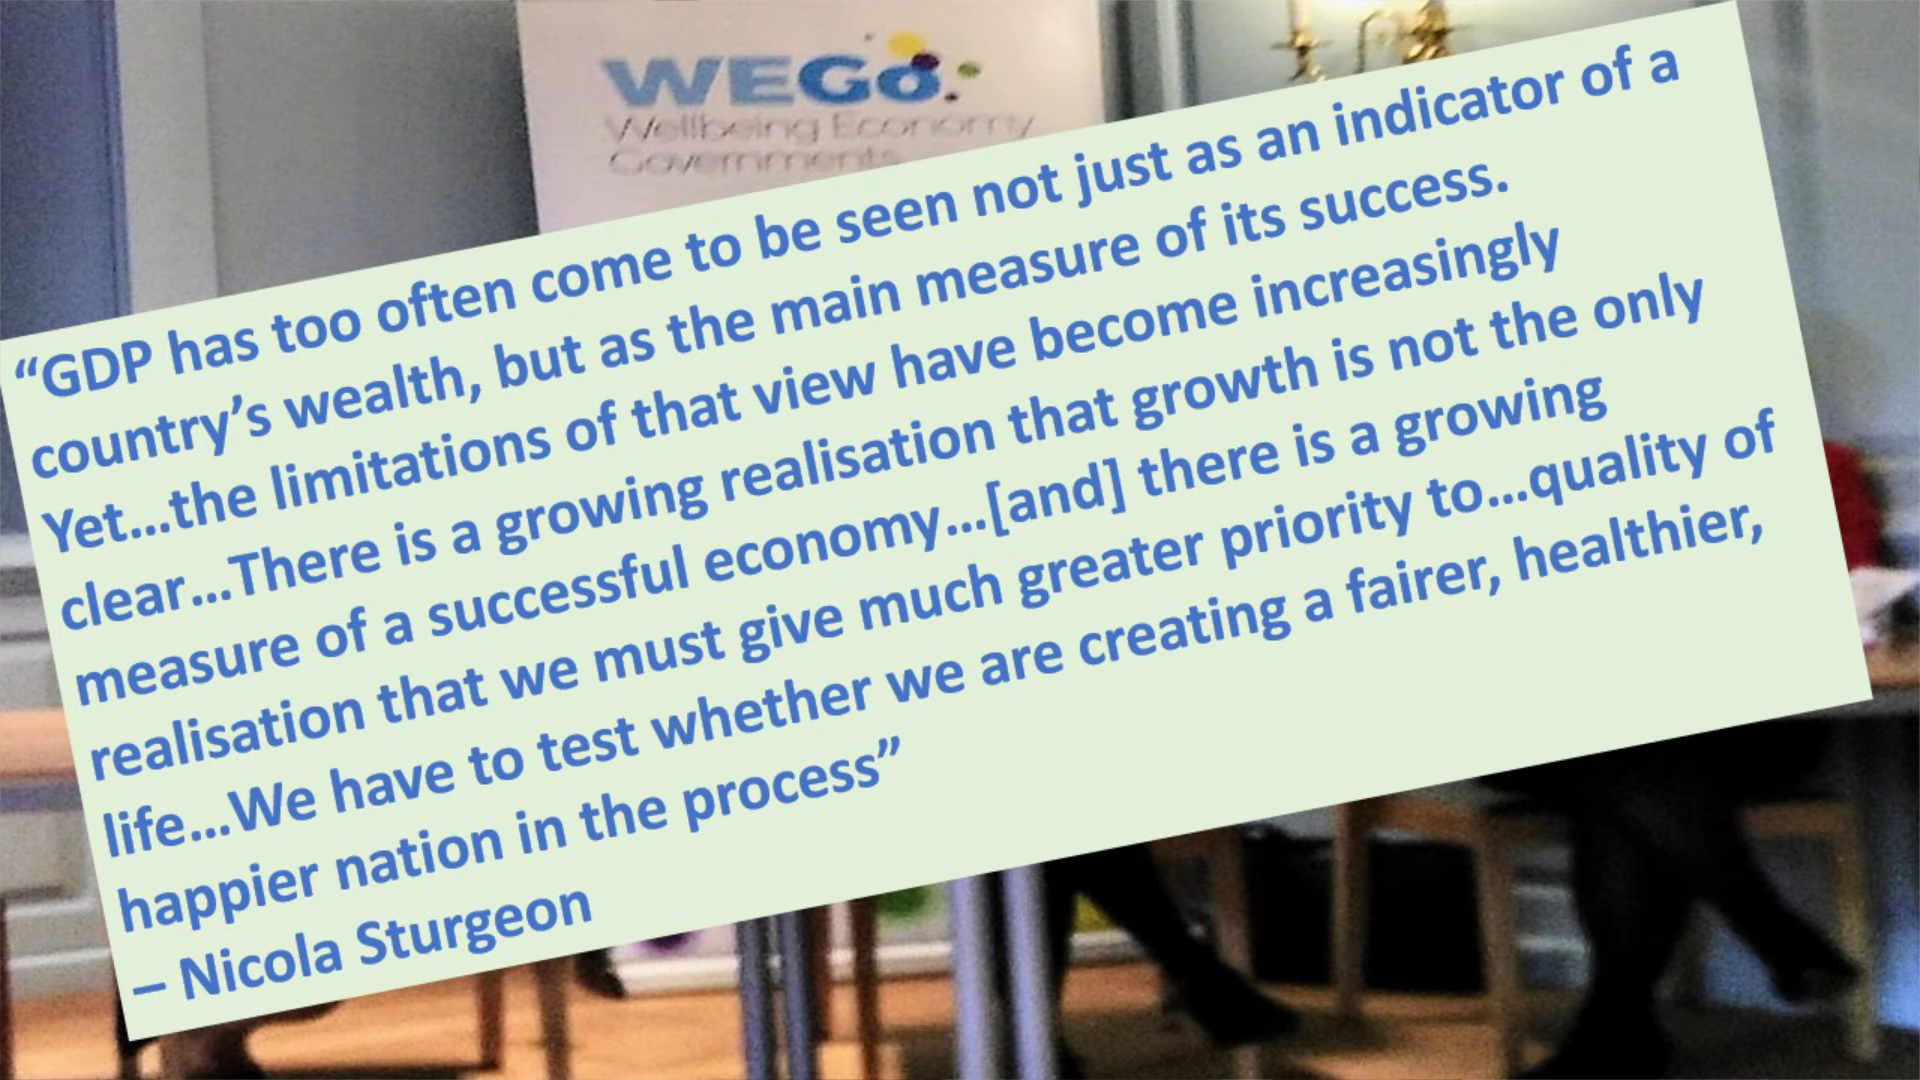 WEGo
Wellbeing Economy
Governments
“GDP has too often come to be seen not just as an indicator of a
country’s wealth, but as the main measure of its success.
Yet…the limitations of that view have become increasingly
clear…There is a growing realisation that growth is not the only
measure of a successful economy…[and] there is a growing
realisation that we must give much greater priority to…quality of
life…We have to test whether we are creating a fairer, healthier,
happier nation in the process”
– Nicola Sturgeon